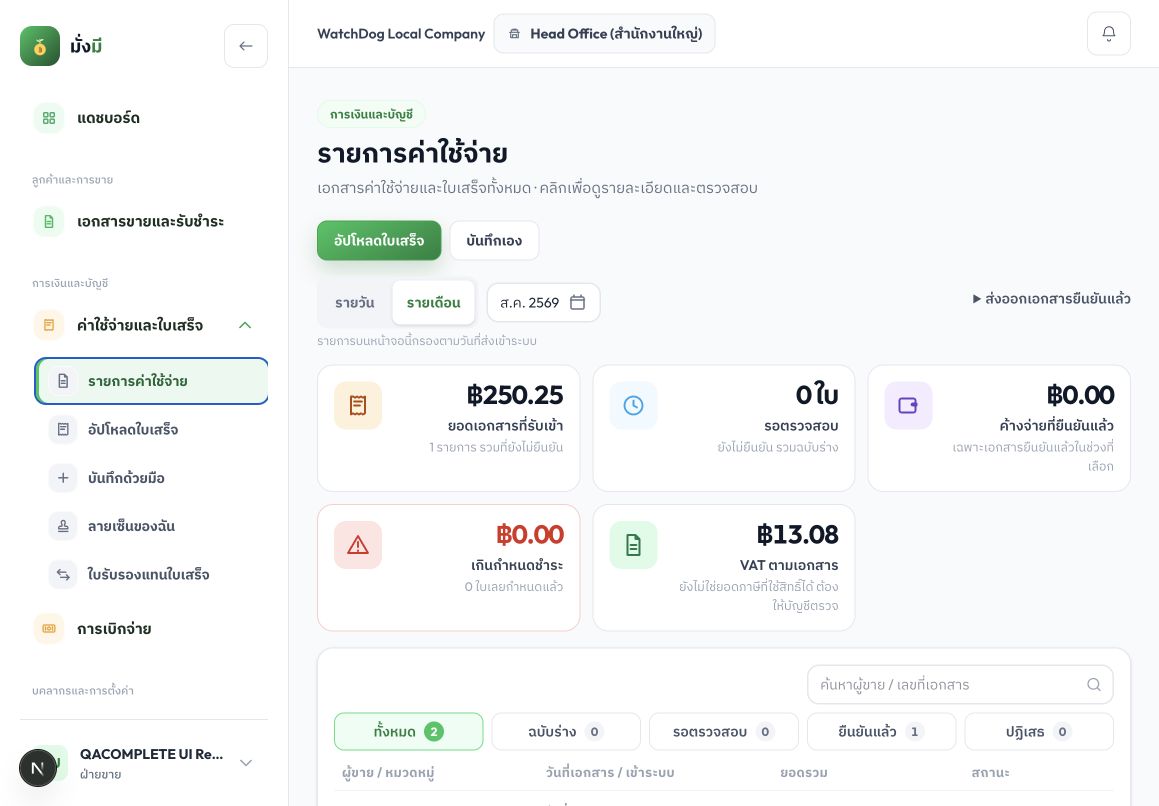 มั่งมี
แดชบอร์ด
ลูกค้าและการขาย
เอกสารขายและรับชำระ
การเงินและบัญชี
ค่าใช้จ่ายและใบเสร็จ
รายการค่าใช้จ่าย
อัปโหลดใบเสร็จ
บันทึกด้วยมือ
ลายเซ็นของฉัน
ใบรับรองแทนใบเสร็จ
การเบิกจ่าย
บุคลากรและการตั้งค่า
N
QACOMPLETE UI Re...
ฝ่ายขาย
WatchDog Local Company
Head Office (สำนักงานใหญ่)
การเงินและบัญชี
รายการค่าใช้จ่าย
เอกสารค่าใช้จ่ายและใบเสร็จทั้งหมด · คลิกเพื่อดูรายละเอียดและตรวจสอบ
อัปโหลดใบเสร็จ
บันทึกเอง
รายวัน
รายเดือน
ส.ค. 2569
ส่งออกเอกสารยืนยันแล้ว
รายการบนหน้าจอนี้กรองตามวันที่ส่งเข้าระบบ
฿250.25
ยอดเอกสารที่รับเข้า
1 รายการ รวมที่ยังไม่ยืนยัน
0 ใบ
รอตรวจสอบ
ยังไม่ยืนยัน รวมฉบับร่าง
฿0.00
ค้างจ่ายที่ยืนยันแล้ว
เฉพาะเอกสารยืนยันแล้วในช่วงที่
เลือก
฿0.00
เกินกำหนดชำระ
0 ใบเลยกำหนดแล้ว
฿13.08
VAT ตามเอกสาร
ยังไม่ใช่ยอดภาษีที่ใช้สิทธิ์ได้ ต้อง
ให้บัญชีตรวจ
ค้นหาผู้ขาย / เลขที่เอกสาร
ทั้งหมด 2
ฉบับร่าง 0
รอตรวจสอบ 0
ยืนยันแล้ว 1
ปฏิเสธ 0
ผู้ขาย / หมวดหมู่
วันที่เอกสาร / เข้าระบบ
ยอดรวม
สถานะ